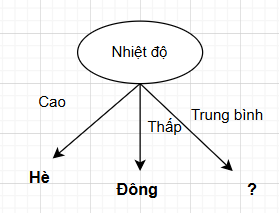 Nhiệt độ
Cao
Thấp
Trung bình
Hè
Đông
?